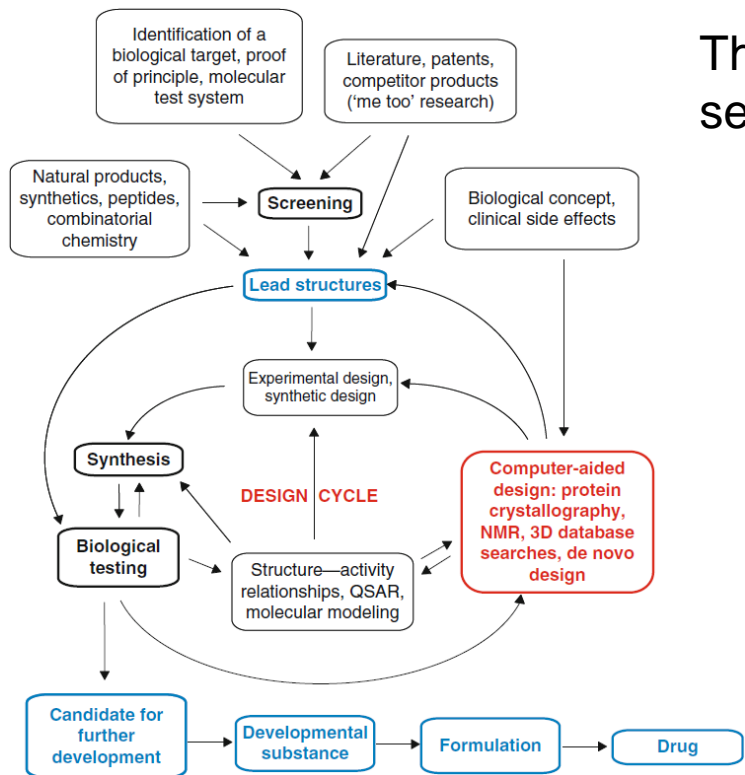 Identification of a
biological target, proof
of principle, molecular
test system
Literature, patents,
competitor products
(‘me too’ research)
Th
se
Natural products,
synthetics, peptides,
combinatorial
chemistry
Screening
Biological concept,
clinical side effects
Lead structures
Experimental design,
synthetic design
Synthesis
DESIGN CYCLE
Computer-aided
design: protein
crystallography,
NMR, 3D database
searches, de novo
design
Biological
testing
Structure—activity
relationships, QSAR,
molecular modeling
Candidate for
further
development
Developmental
substance
Formulation
Drug